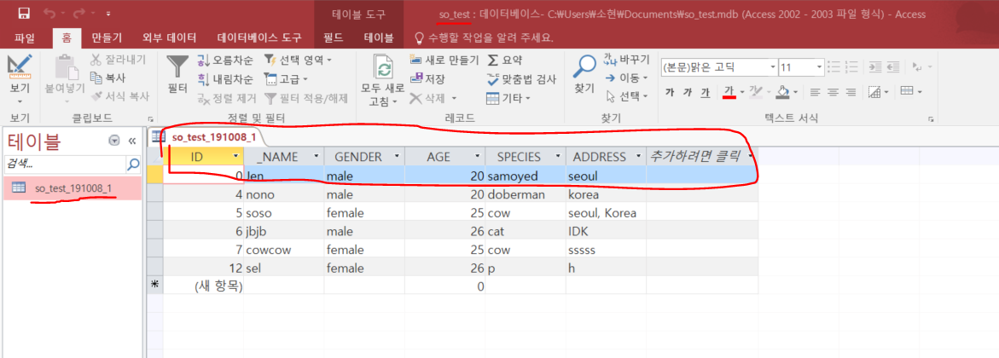 테이블 도구
so_test : 데이터베이스- C:₩Users₩소현₩Documents₩so_test.mdb (Access 2002 - 2003 파일 형식) - Access
파일 홈 만들기 외부 데이터 데이터베이스 도구 필드 테이블 수행할 작업을 알려 주세요.
보기
보기
붙여넣기
잘라내기
복사
서식 복사
클립보드
필터
오름차순
내림차순
정렬 제거
선택 영역
고급
필터 적용/해제
정렬 및 필터
모두 새로
고침
새로 만들기
저장
삭제
요약
맞춤법 검사
기타
레코드
찾기
바꾸기
이동
선택
찾기
(본문)맑은 고딕 11
가 가 가 가
텍스트 서식
테이블
검색...
so_test_191008_1
so_test_191008_1
ID _NAME GENDER AGE SPECIES ADDRESS 추가하려면 클릭
0 Jen male 20 samoyed seoul
4 nono male 20 doberman korea
5 soso female 25 cow seoul, Korea
6 jbjb male 26 cat IDK
7 cowcow female 25 cow sssss
12 sel female 26 p h
(새 항목) 0